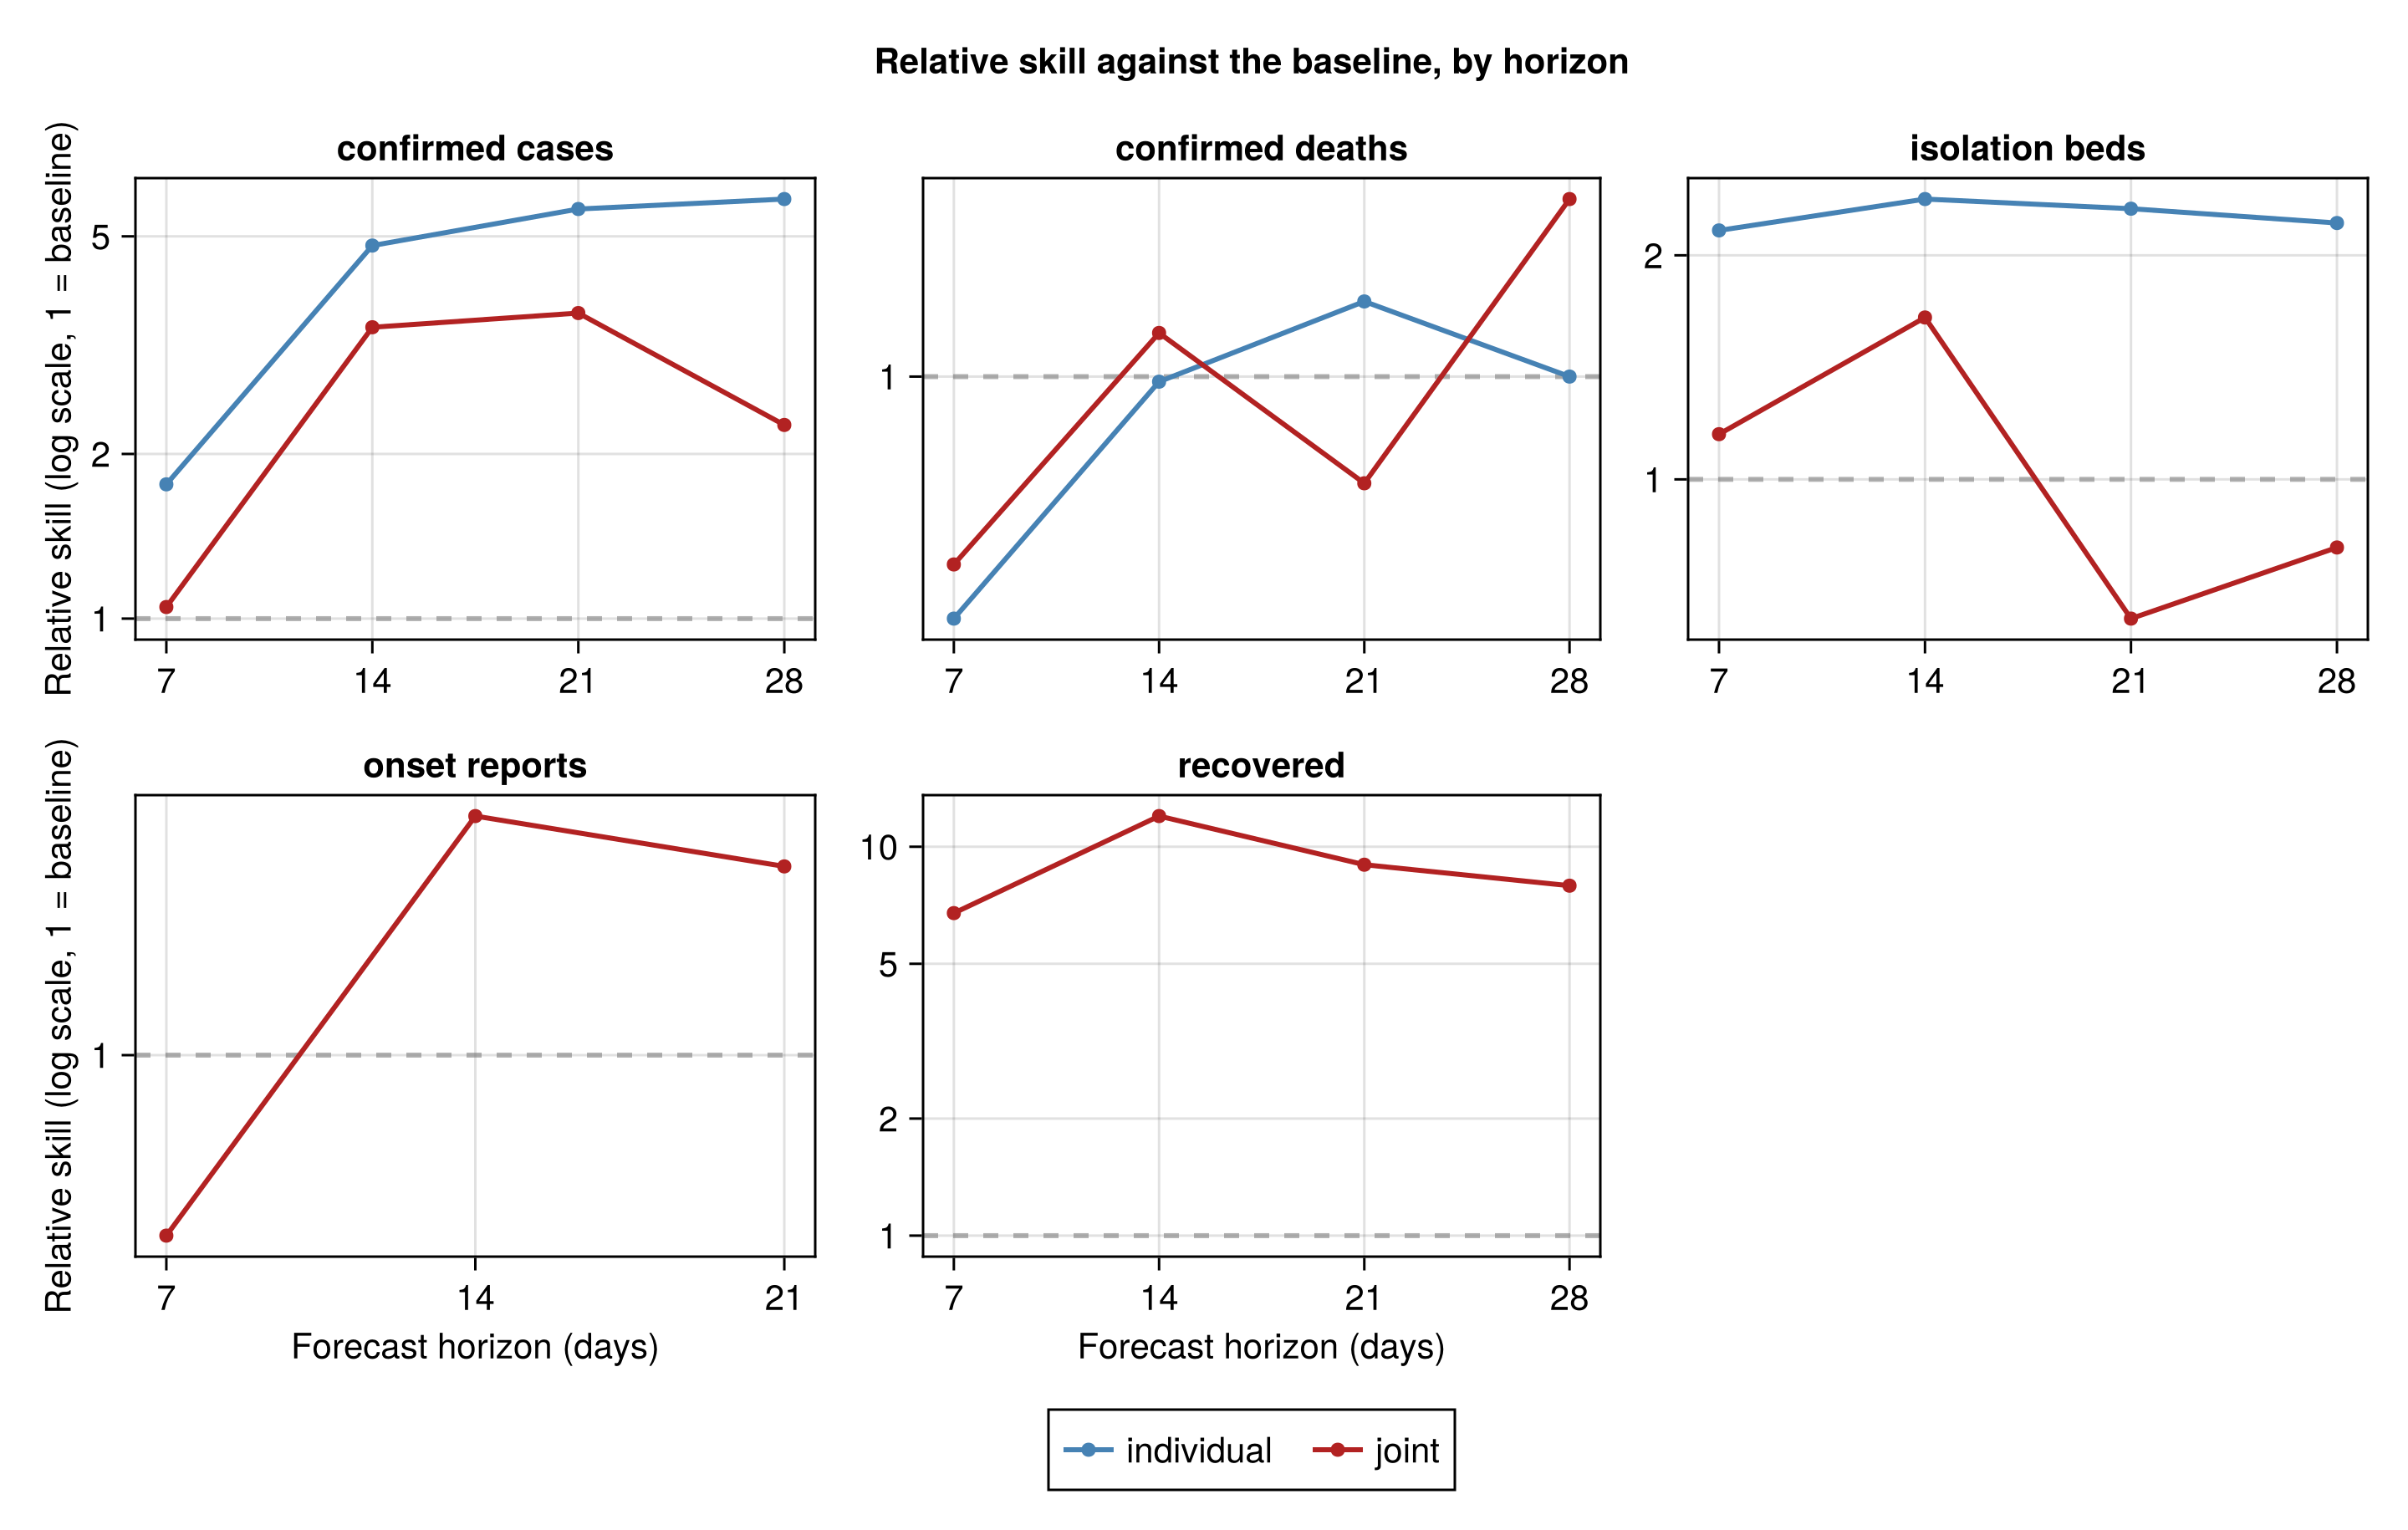 Relative skill against the baseline, by horizon
confirmed cases
confirmed deaths
isolation beds
Relative skill (log scale, 1 = baseline)
5
2
1
7 14 21 28
1
7 14 21 28
2
1
7 14 21 28
onset reports
recovered
Relative skill (log scale, 1 = baseline)
1
7 14 21
Forecast horizon (days)
10
5
2
1
7 14 21 28
Forecast horizon (days)
individual joint